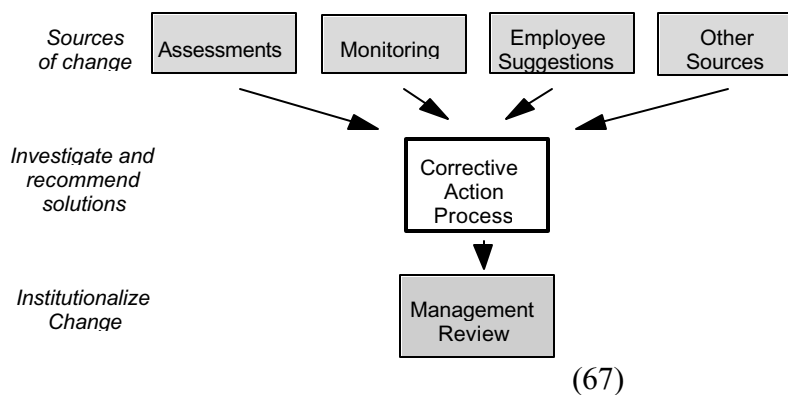 Sources
of change
Assessments
Monitoring
Employee
Suggestions
Other
Sources
Investigate and
recommend
solutions
Corrective
Action
Process
Institutionalize
Change
Management
Review
(67)